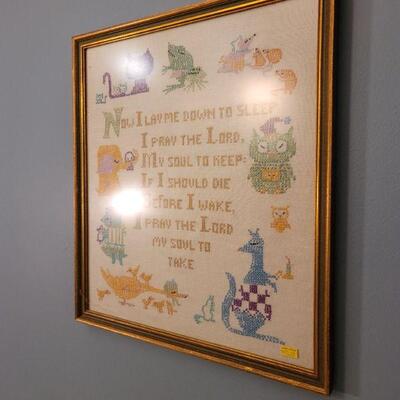 Now I lay me down to sleep
I pray the Lord,
My soul to keep:
If I should die
Before I wake,
I pray the Lord
my soul to
take